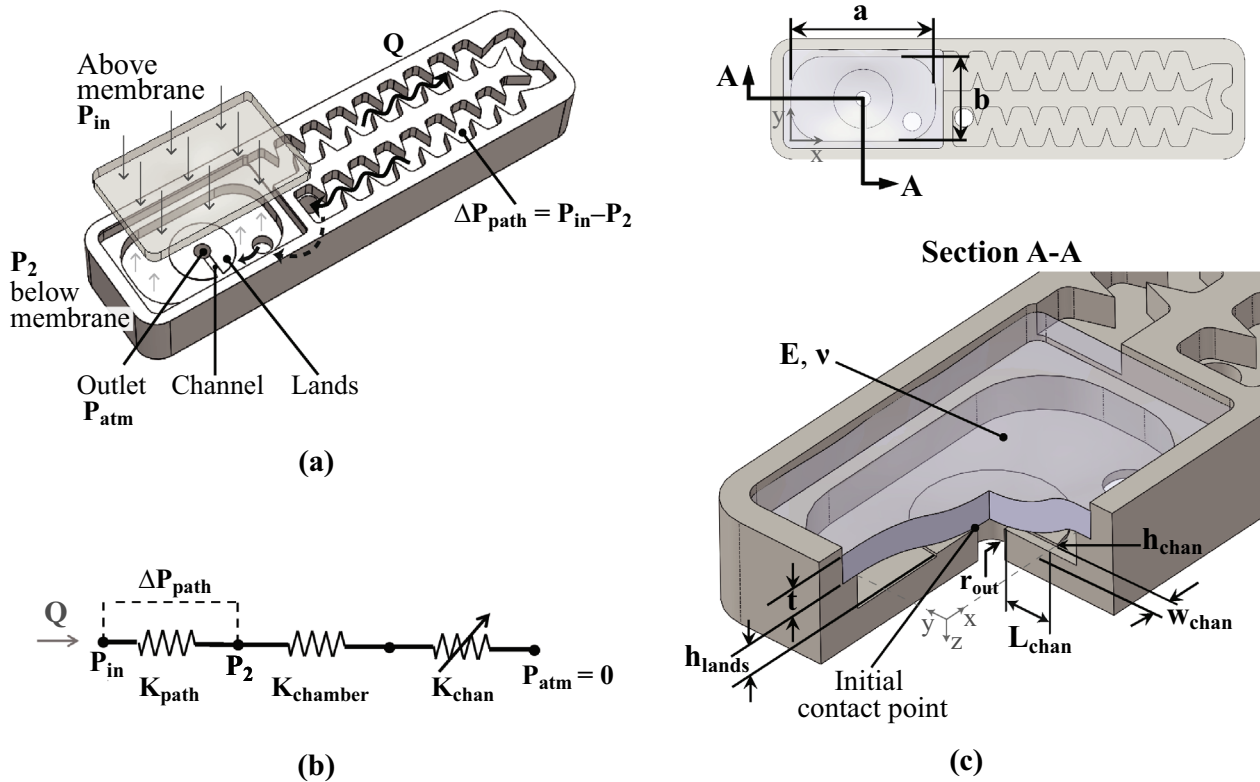 Above
membrane
P_in
Q
ΔP_path = P_in–P_2
P_2
below
membrane
Outlet
P_atm
Channel
Lands
(a)
ΔP_path
Q
P_in
P_2
P_atm = 0
K_path
K_chamber
K_chan
(b)
a
A
b
y
x
A
Section A-A
E, ν
h_chan
r_out
t
w_chan
y
x
z
L_chan
h_lands
Initial
contact point
(c)